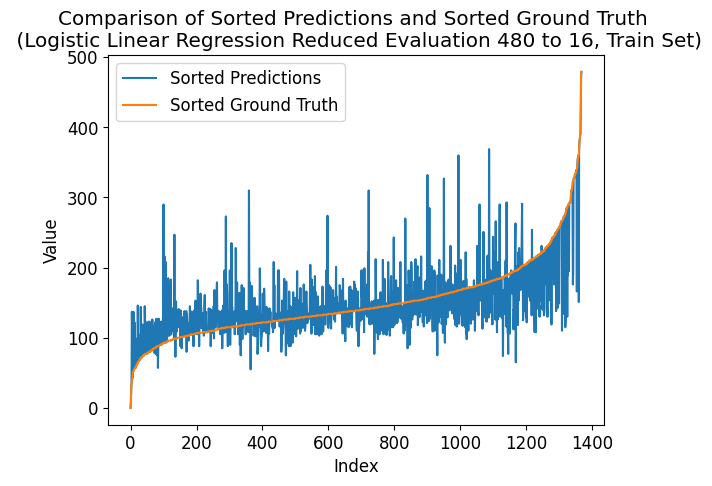 Comparison of Sorted Predictions and Sorted Ground Truth
(Logistic Linear Regression Reduced Evaluation 480 to 16, Train Set)
Sorted Predictions
Sorted Ground Truth
500
400
300
200
100
0
Value
0 200 400 600 800 1000 1200 1400
Index